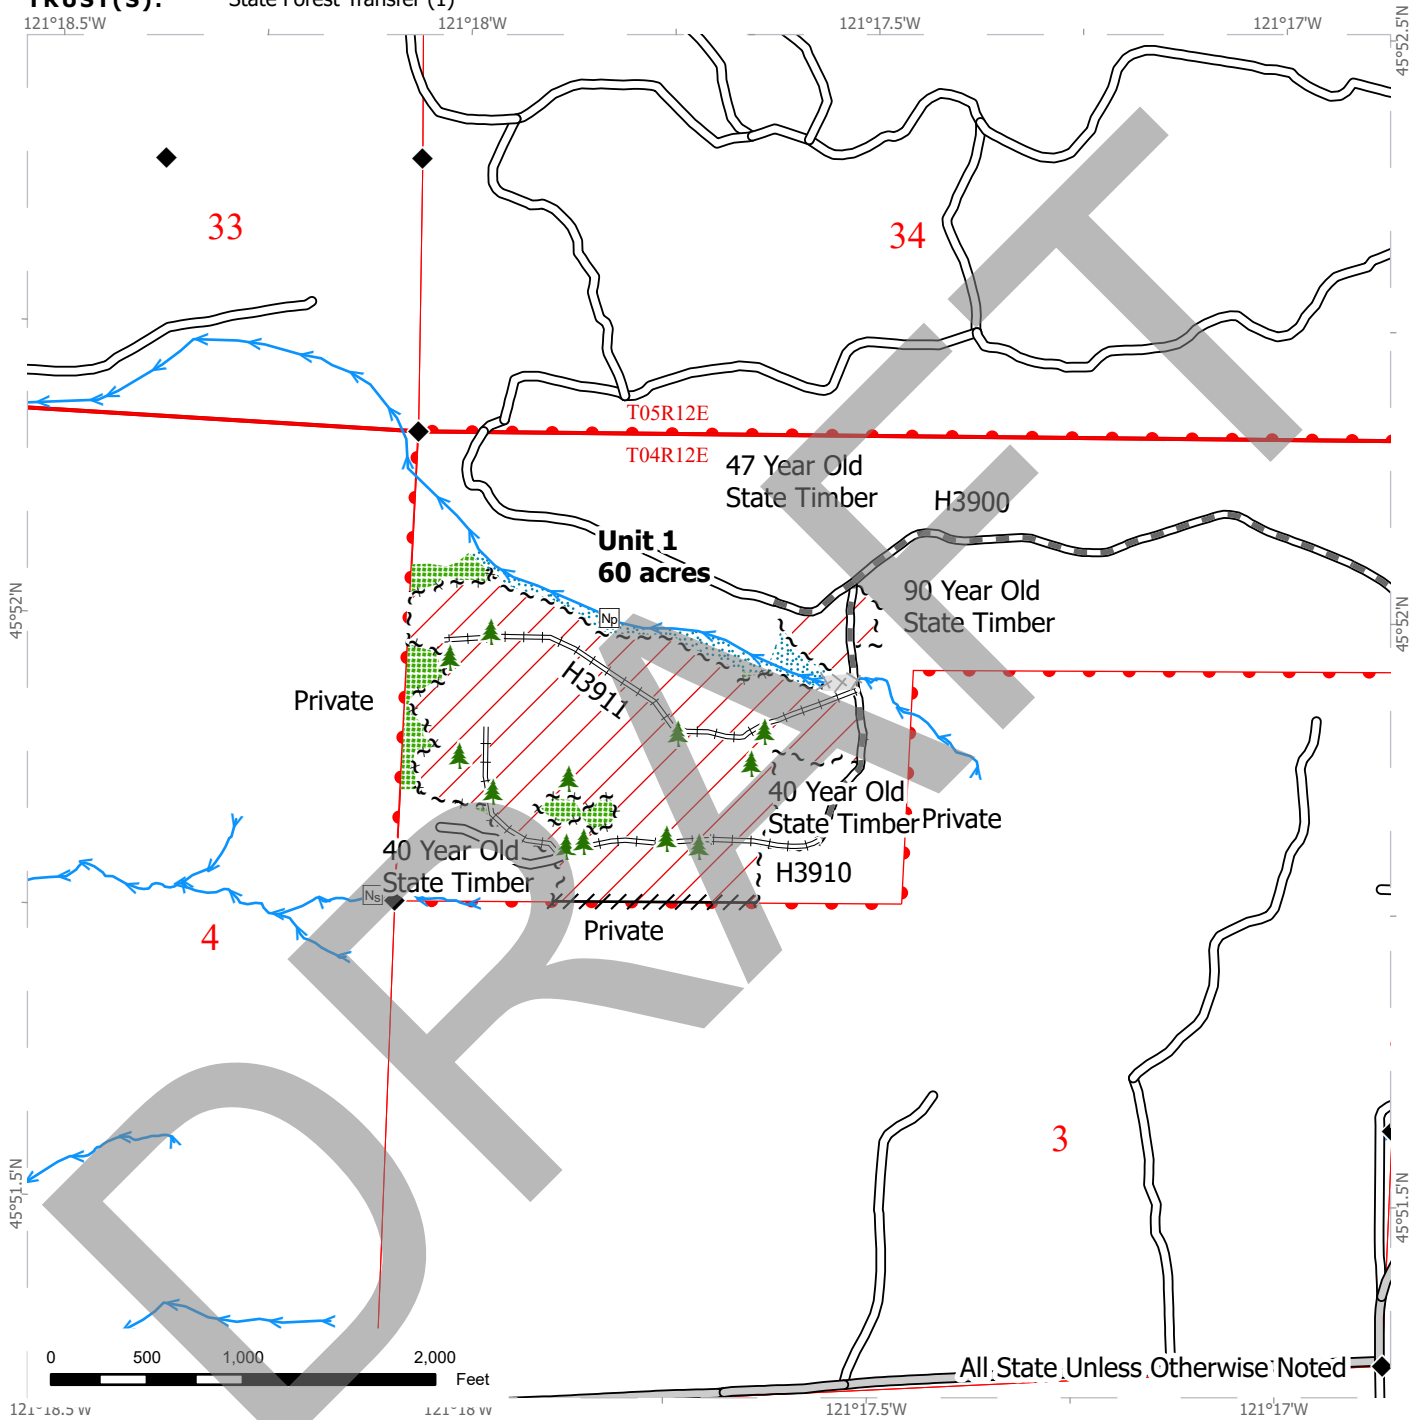 TRUST(S): State Forest Transfer (1)
121°18.5'W 121°18'W 121°17.5'W 121°17'W
45°52.5'N
33
34
T05R12E
T04R12E
47 Year Old
State Timber
H3900
Unit 1
60 acres
90 Year Old
State Timber
45°52'N
45°52'N
Np
H3911
Private
40 Year Old
State Timber
Private
40 Year Old
State Timber
H3910
Ns
Private
4
3
45°51.5'N
45°51.5'N
DRAFT
0 500 1,000 2,000
Feet
All State Unless Otherwise Noted
121°18.5'W 121°18'W 121°17.5'W 121°17'W